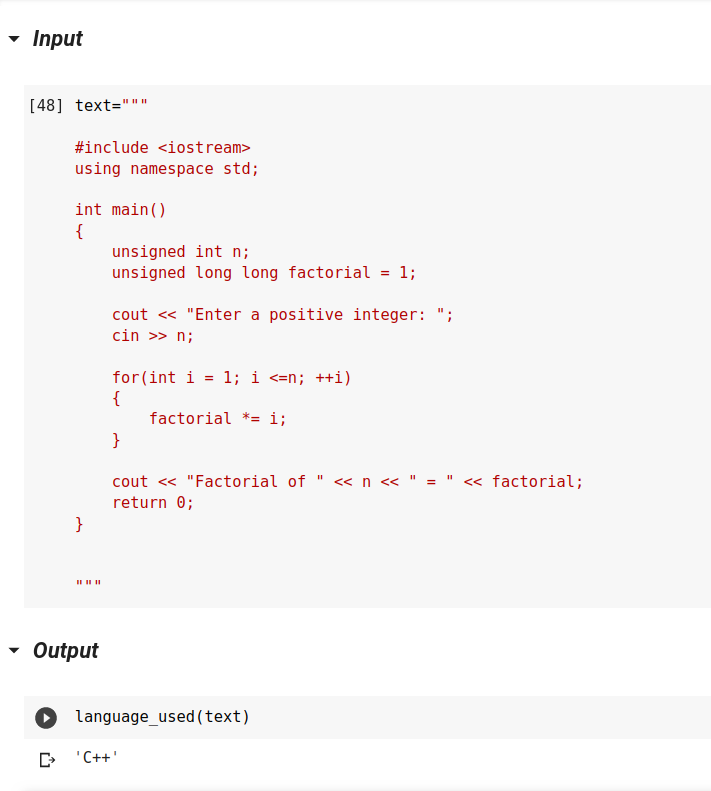 Input
[48] text="""
#include <iostream>
using namespace std;
int main()
{
    unsigned int n;
    unsigned long long factorial = 1;
    cout << "Enter a positive integer: ";
    cin >> n;
    for(int i = 1; i <=n; ++i)
    {
        factorial *= i;
    }
    cout << "Factorial of " << n << " = " << factorial;
    return 0;
}
"""
Output
language_used(text)
'C++'